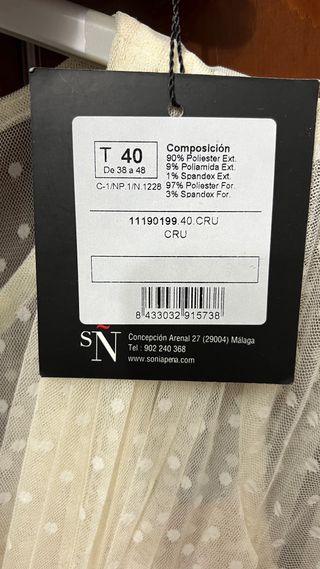 T 40
De 38 a 48
C-1/NP.1/N.1228
Composición
90% Poliester Ext.
9% Poliamida Ext.
1% Spandex Ext.
97% Poliester For.
3% Spandex For.
11190199.40.CRU
CRU
8 433032 915738
SÑ
Concepción Arenal 27 (29004) Málaga
Tel : 902 240 368
www.soniapena.com